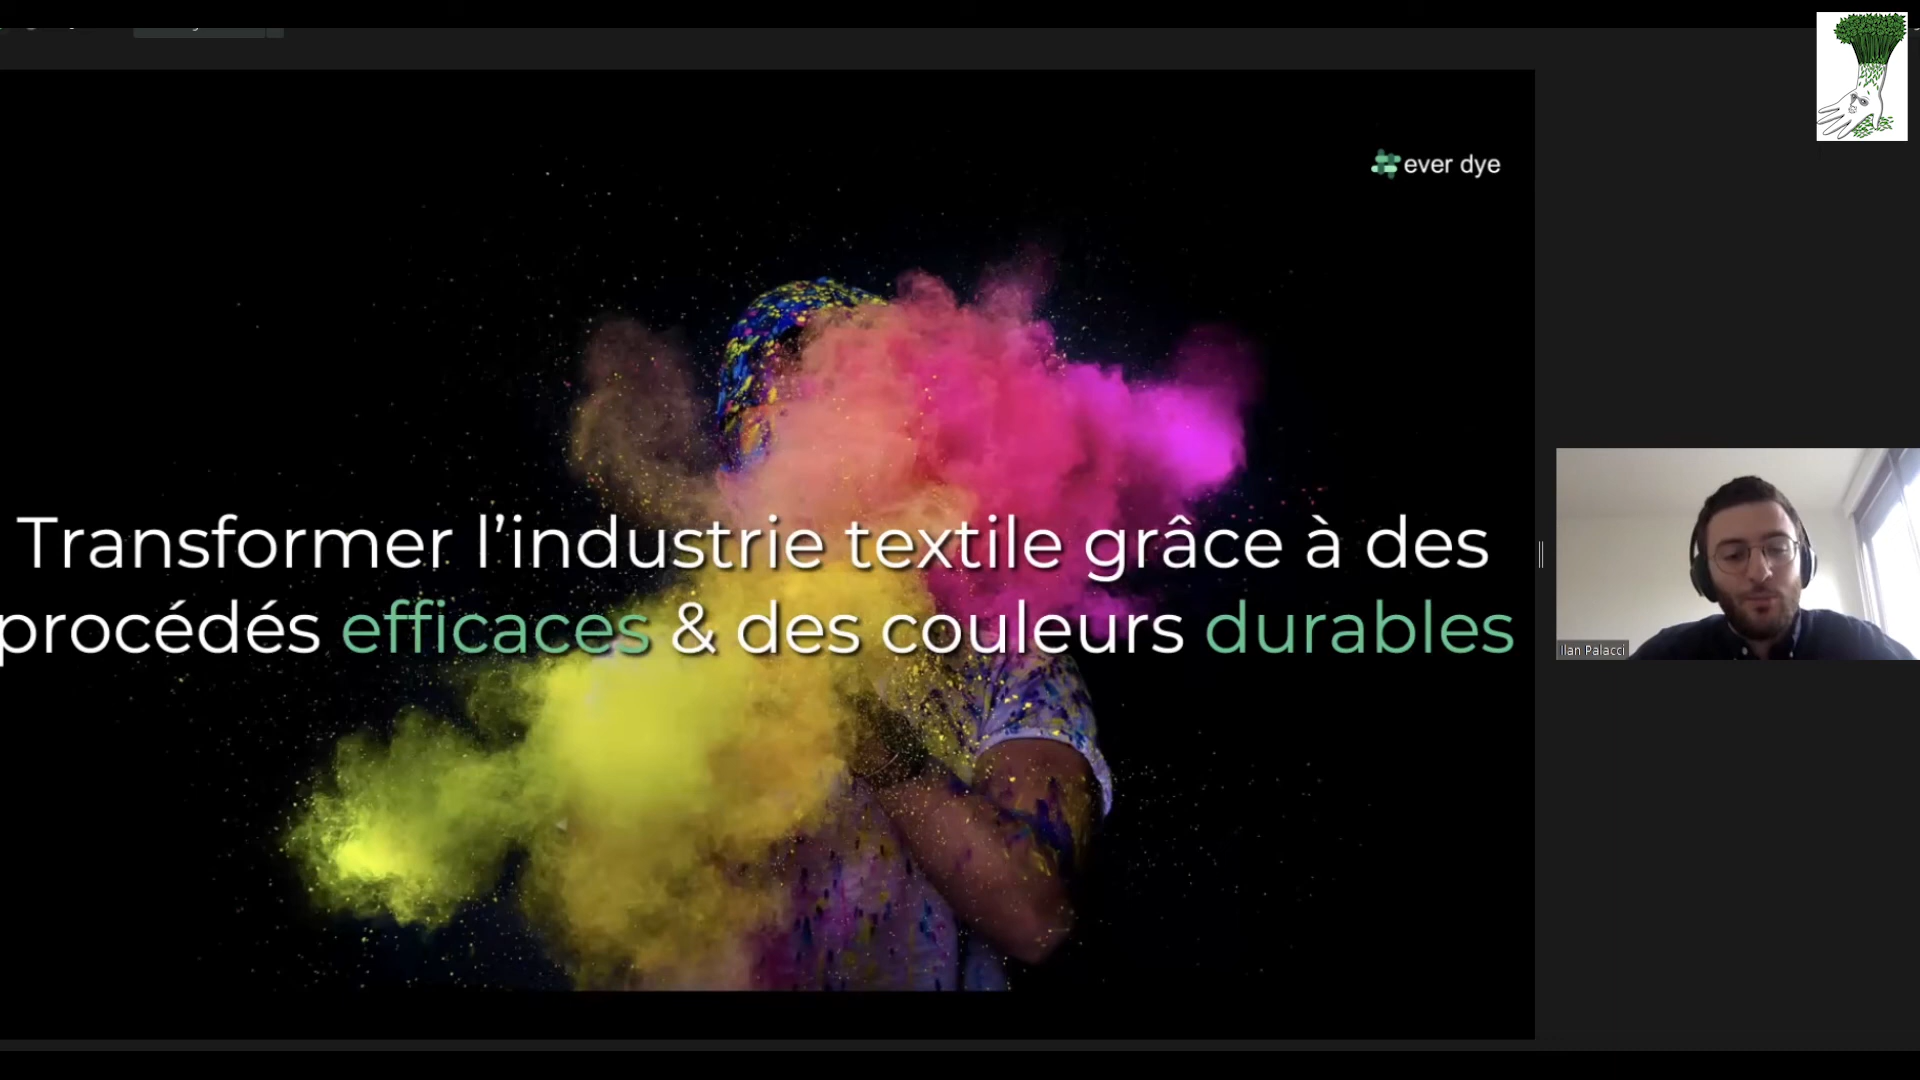 ever dye
Transformer l’industrie textile grâce à des
procédés efficaces & des couleurs durables
Ilan Palacci